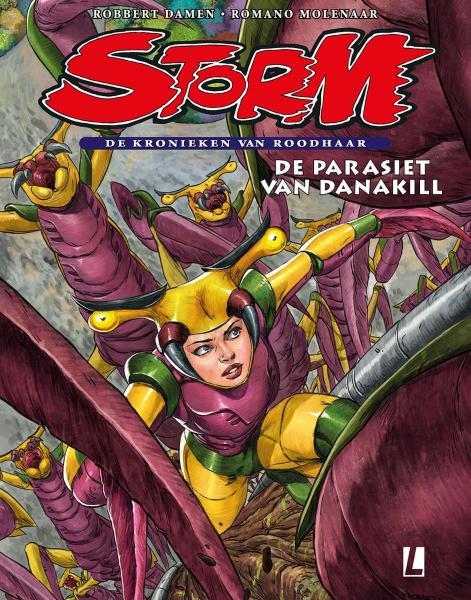 ROBBERT DAMEN • ROMANO MOLENAAR
STORM
DE KRONIEKEN VAN ROODHAAR
DE PARASIET
VAN DANAKILL
L